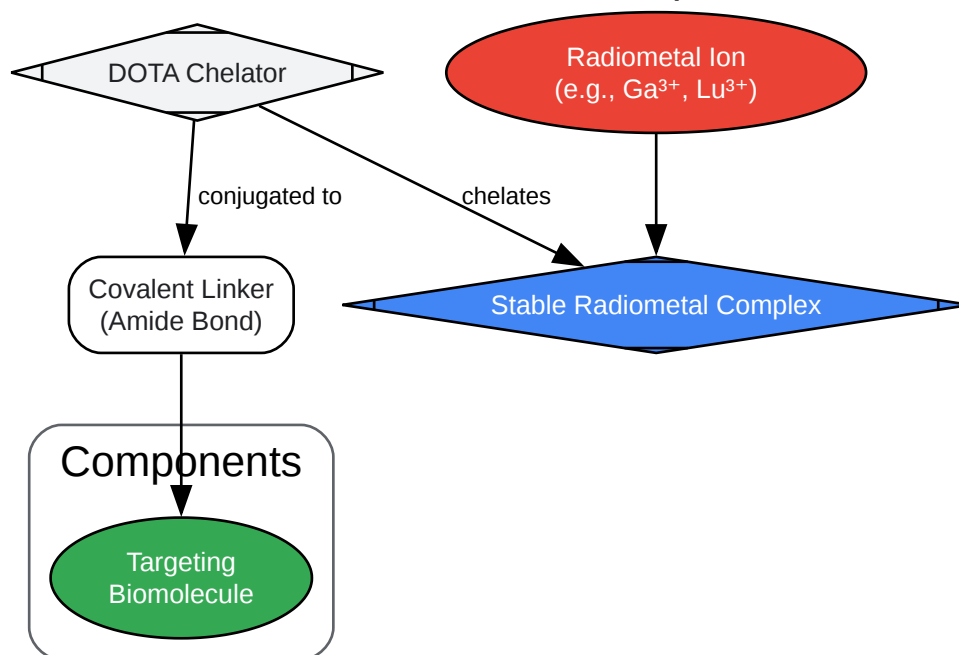 DOTA Chelator
Radiometal Ion
(e.g., Ga³⁺, Lu³⁺)
conjugated to
chelates
Covalent Linker
(Amide Bond)
Stable Radiometal Complex
Components
Targeting
Biomolecule